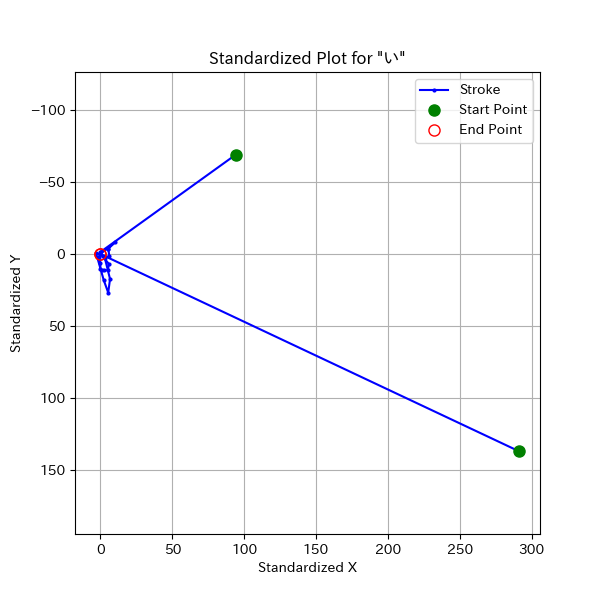 Standardized Plot for "い"
Stroke
Start Point
End Point
−100
−50
0
50
100
150
Standardized Y
0
50
100
150
200
250
300
Standardized X